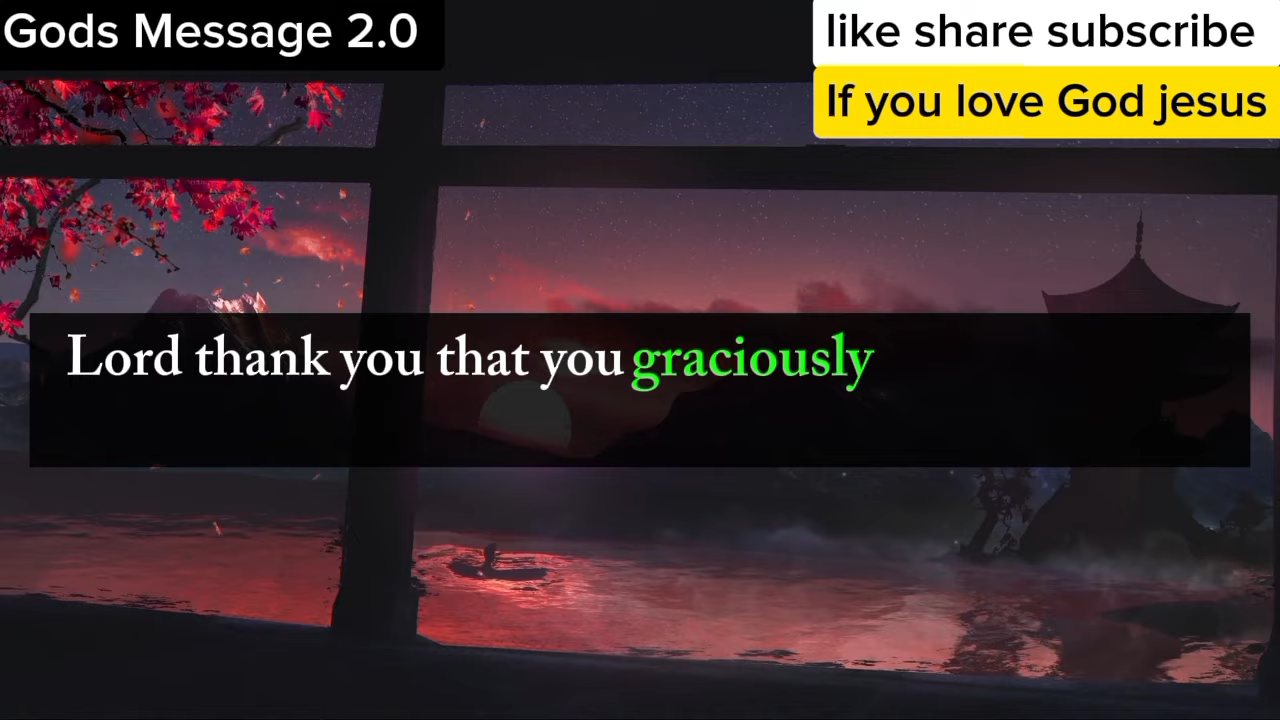 Gods Message 2.0
like share subscribe
If you love God jesus
Lord thank you that you graciously